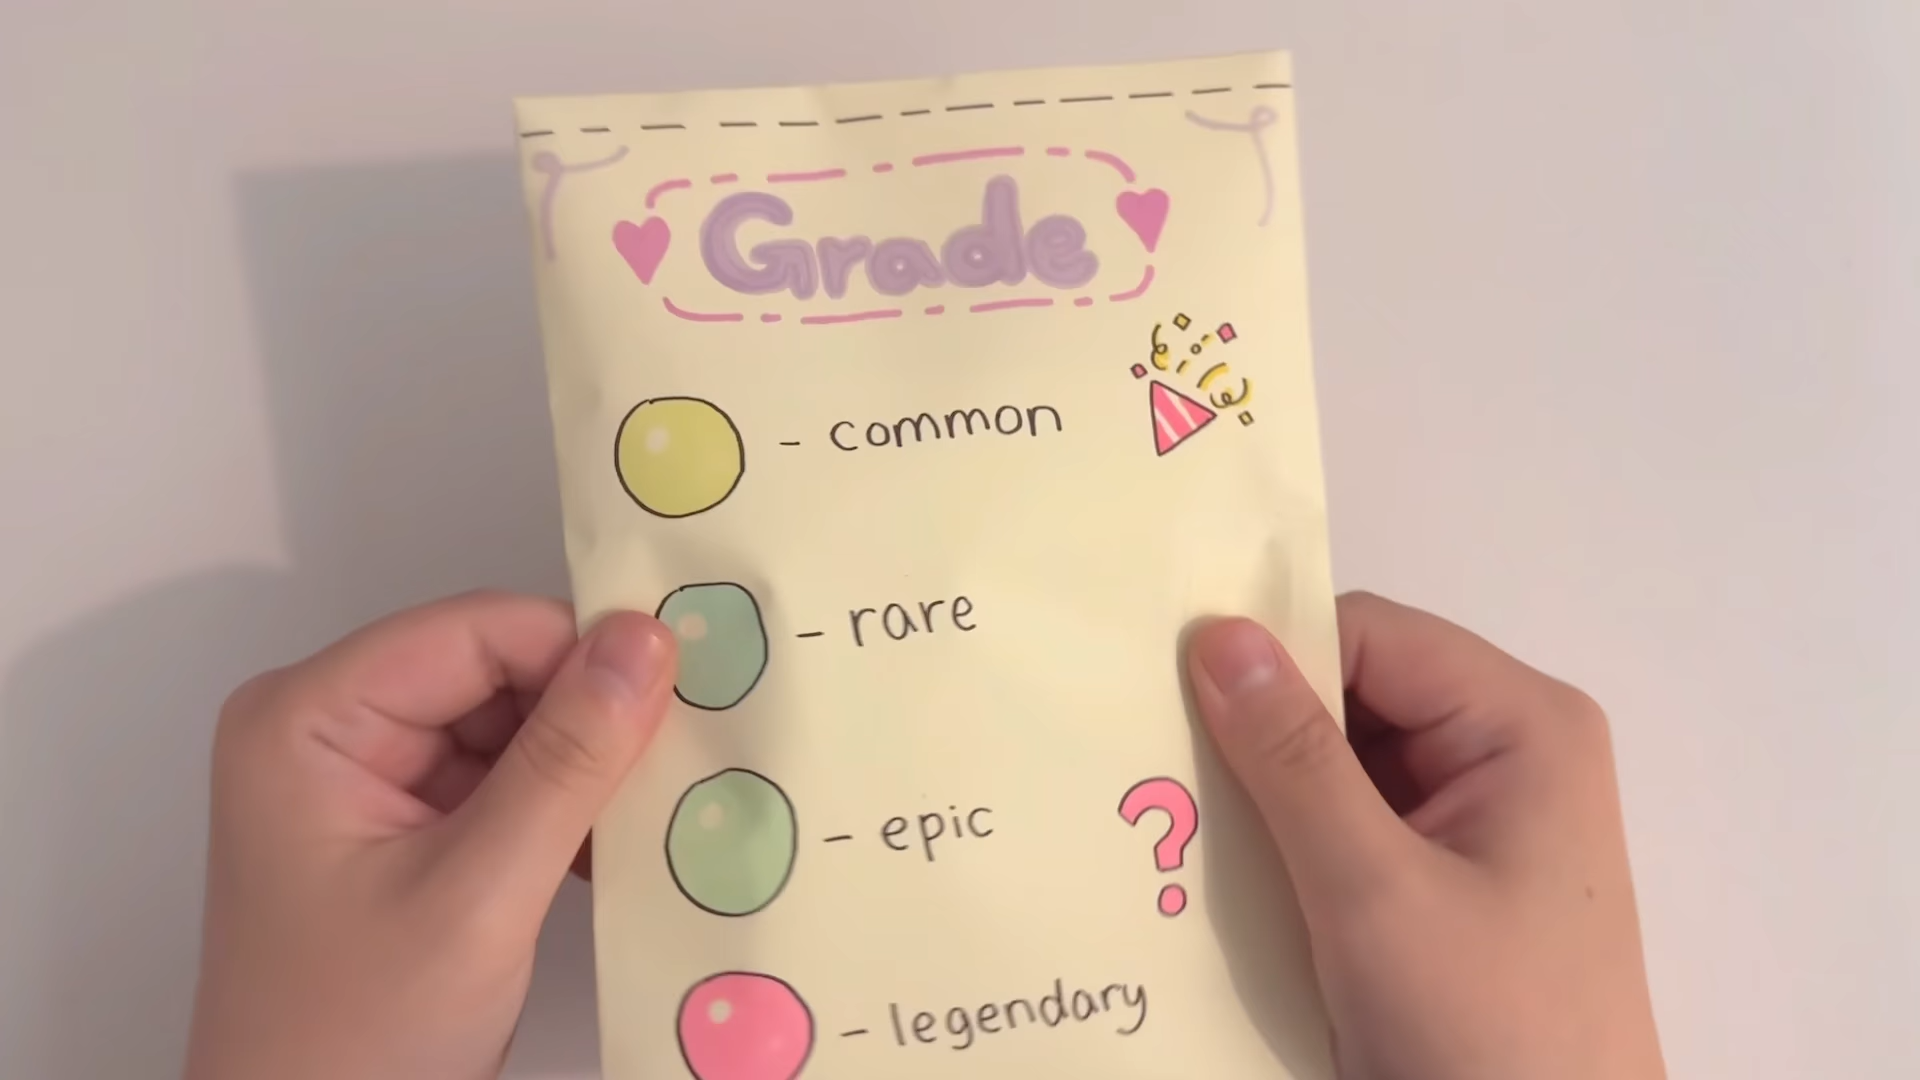 Grade
- common
- rare
- epic
?
- legendary